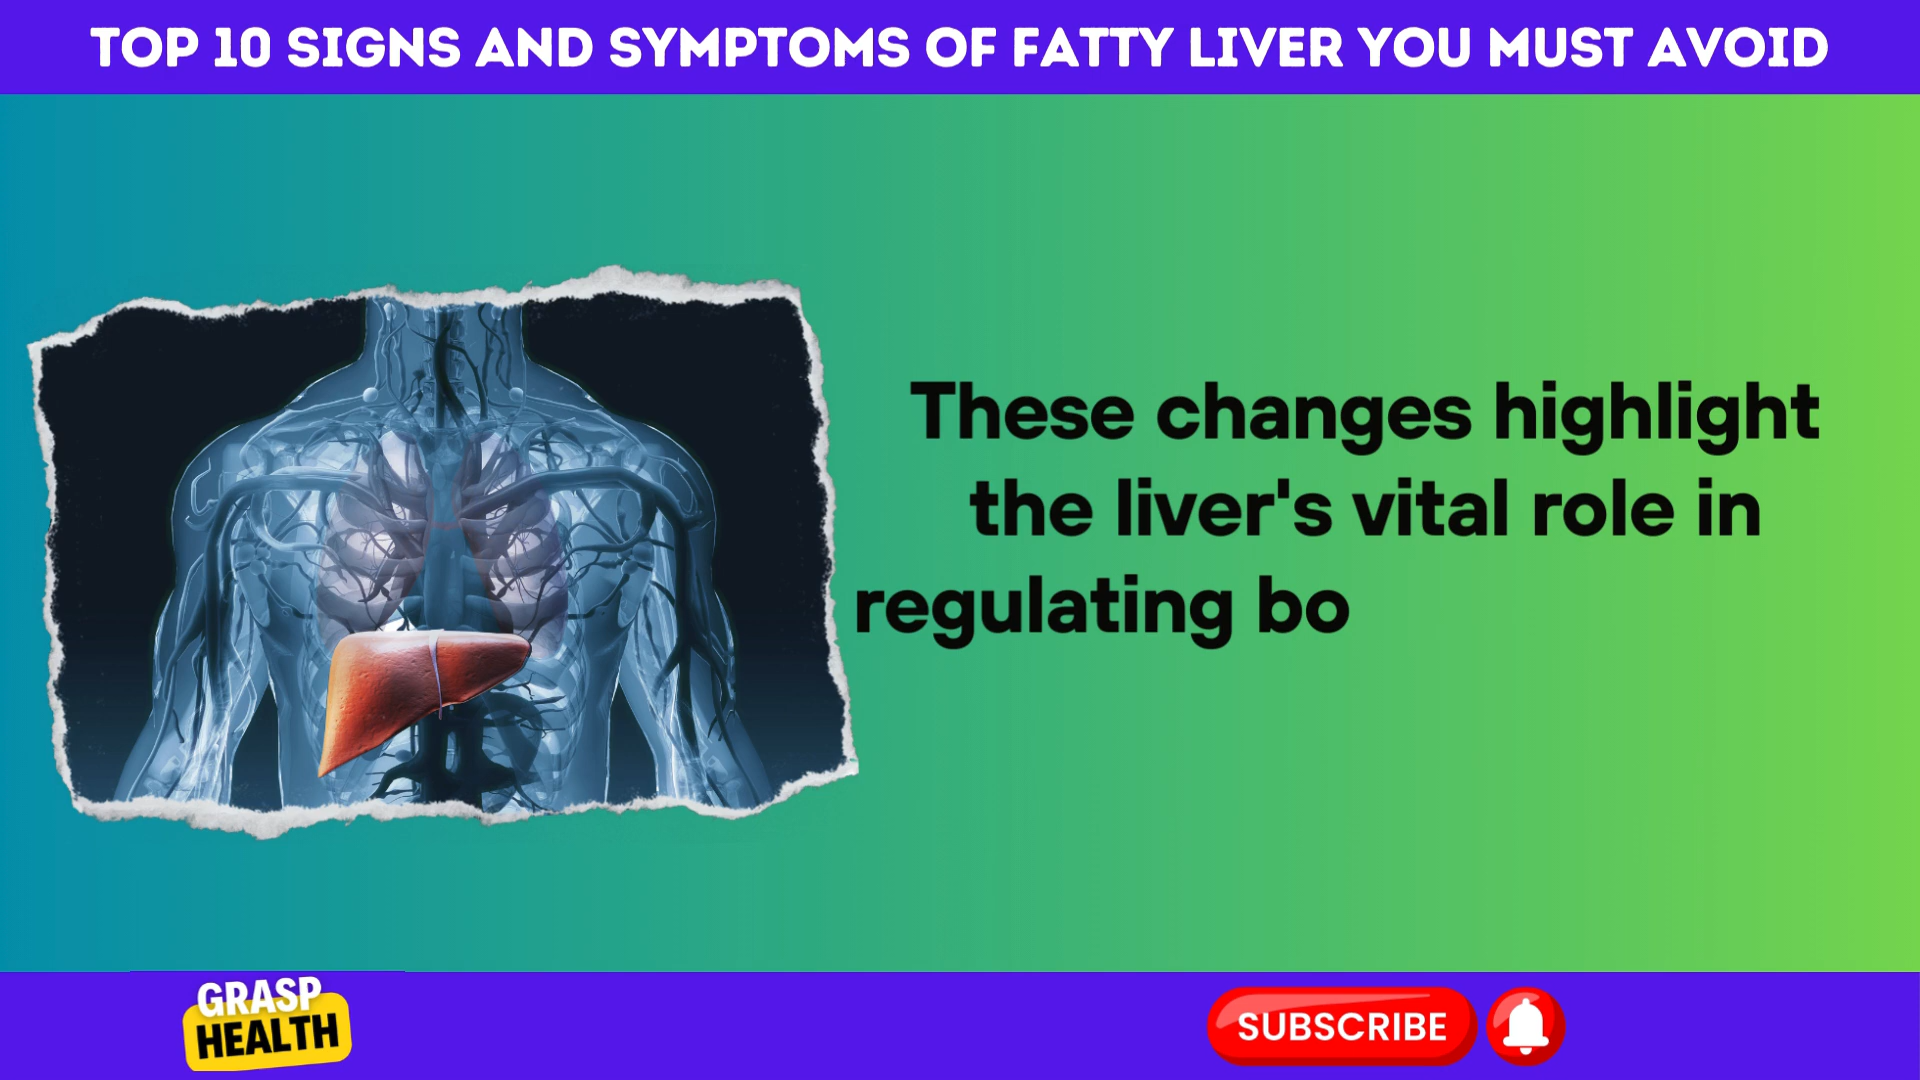 TOP 10 SIGNS AND SYMPTOMS OF FATTY LIVER YOU MUST AVOID
These changes highlight
the liver's vital role in
regulating bo
GRASP
HEALTH
SUBSCRIBE